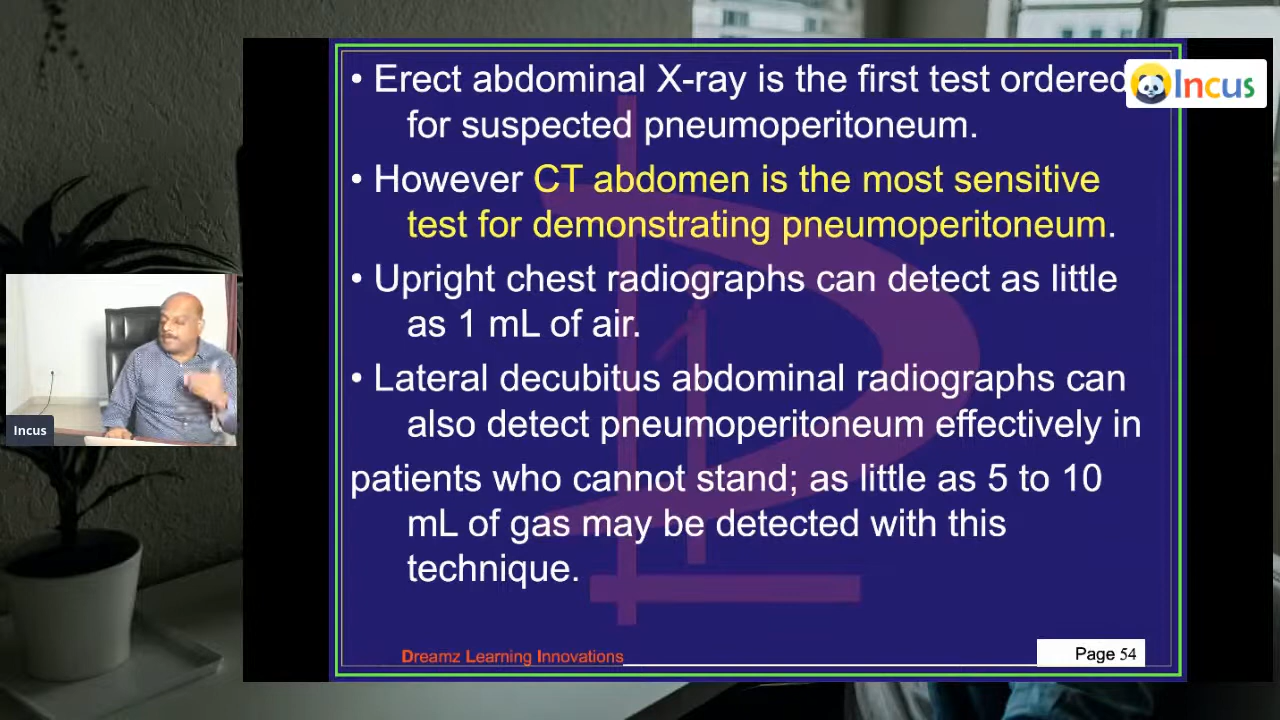 • Erect abdominal X-ray is the first test ordered
for suspected pneumoperitoneum.
• However CT abdomen is the most sensitive
test for demonstrating pneumoperitoneum.
• Upright chest radiographs can detect as little
as 1 mL of air.
• Lateral decubitus abdominal radiographs can
also detect pneumoperitoneum effectively in
patients who cannot stand; as little as 5 to 10
mL of gas may be detected with this
technique.
Dreamz Learning Innovations
Page 54
Incus
Incus